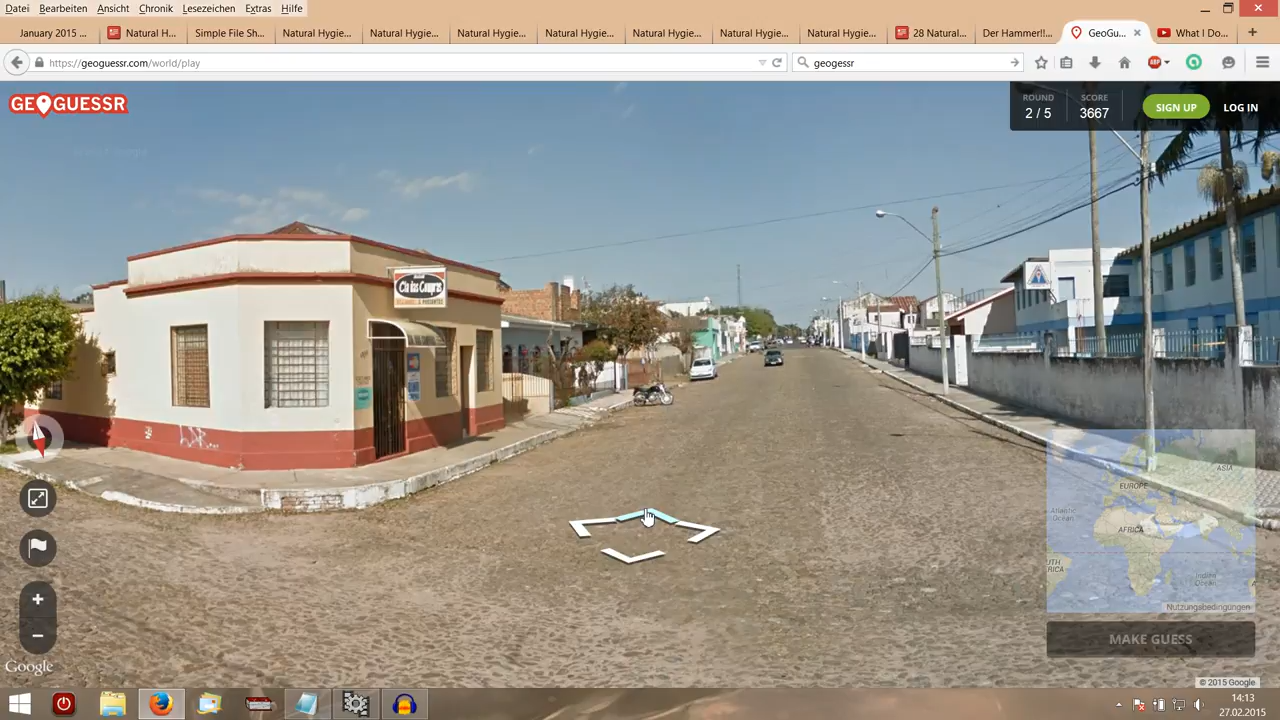 Datei Bearbeiten Ansicht Chronik Lesezeichen Extras Hilfe
January 2015 ...
Natural H...
Simple File Sh...
Natural Hygie...
Natural Hygie...
Natural Hygie...
Natural Hygie...
Natural Hygie...
Natural Hygie...
Natural Hygie...
28 Natural...
Der Hammer!!...
GeoGu...
What I Do...
https://geoguessr.com/world/play
geogessr
ABP
GEOGUESSR
ROUND
2 / 5
SCORE
3667
SIGN UP
LOG IN
EUROPE
ASIA
Atlantic
Ocean
AFRICA
UTH
RICA
Indian
Ocean
Nutzungsbedingungen
MAKE GUESS
Google
© 2015 Google
14:13
27.02.2015